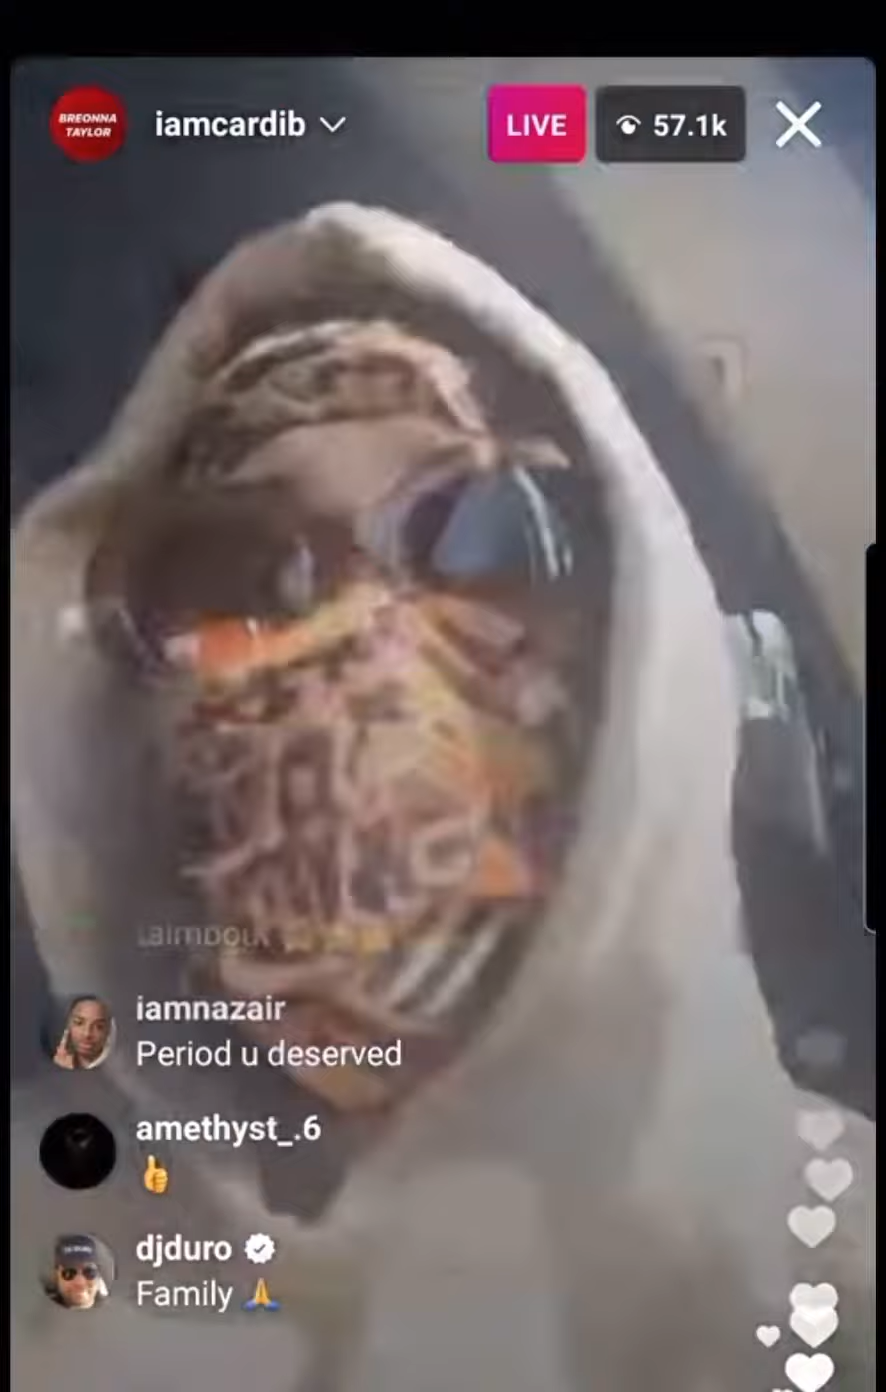 BREONNA
TAYLOR
iamcardib
LIVE
57.1k
iamnazair
Period u deserved
amethyst_.6
👍
djduro
Family 🙏